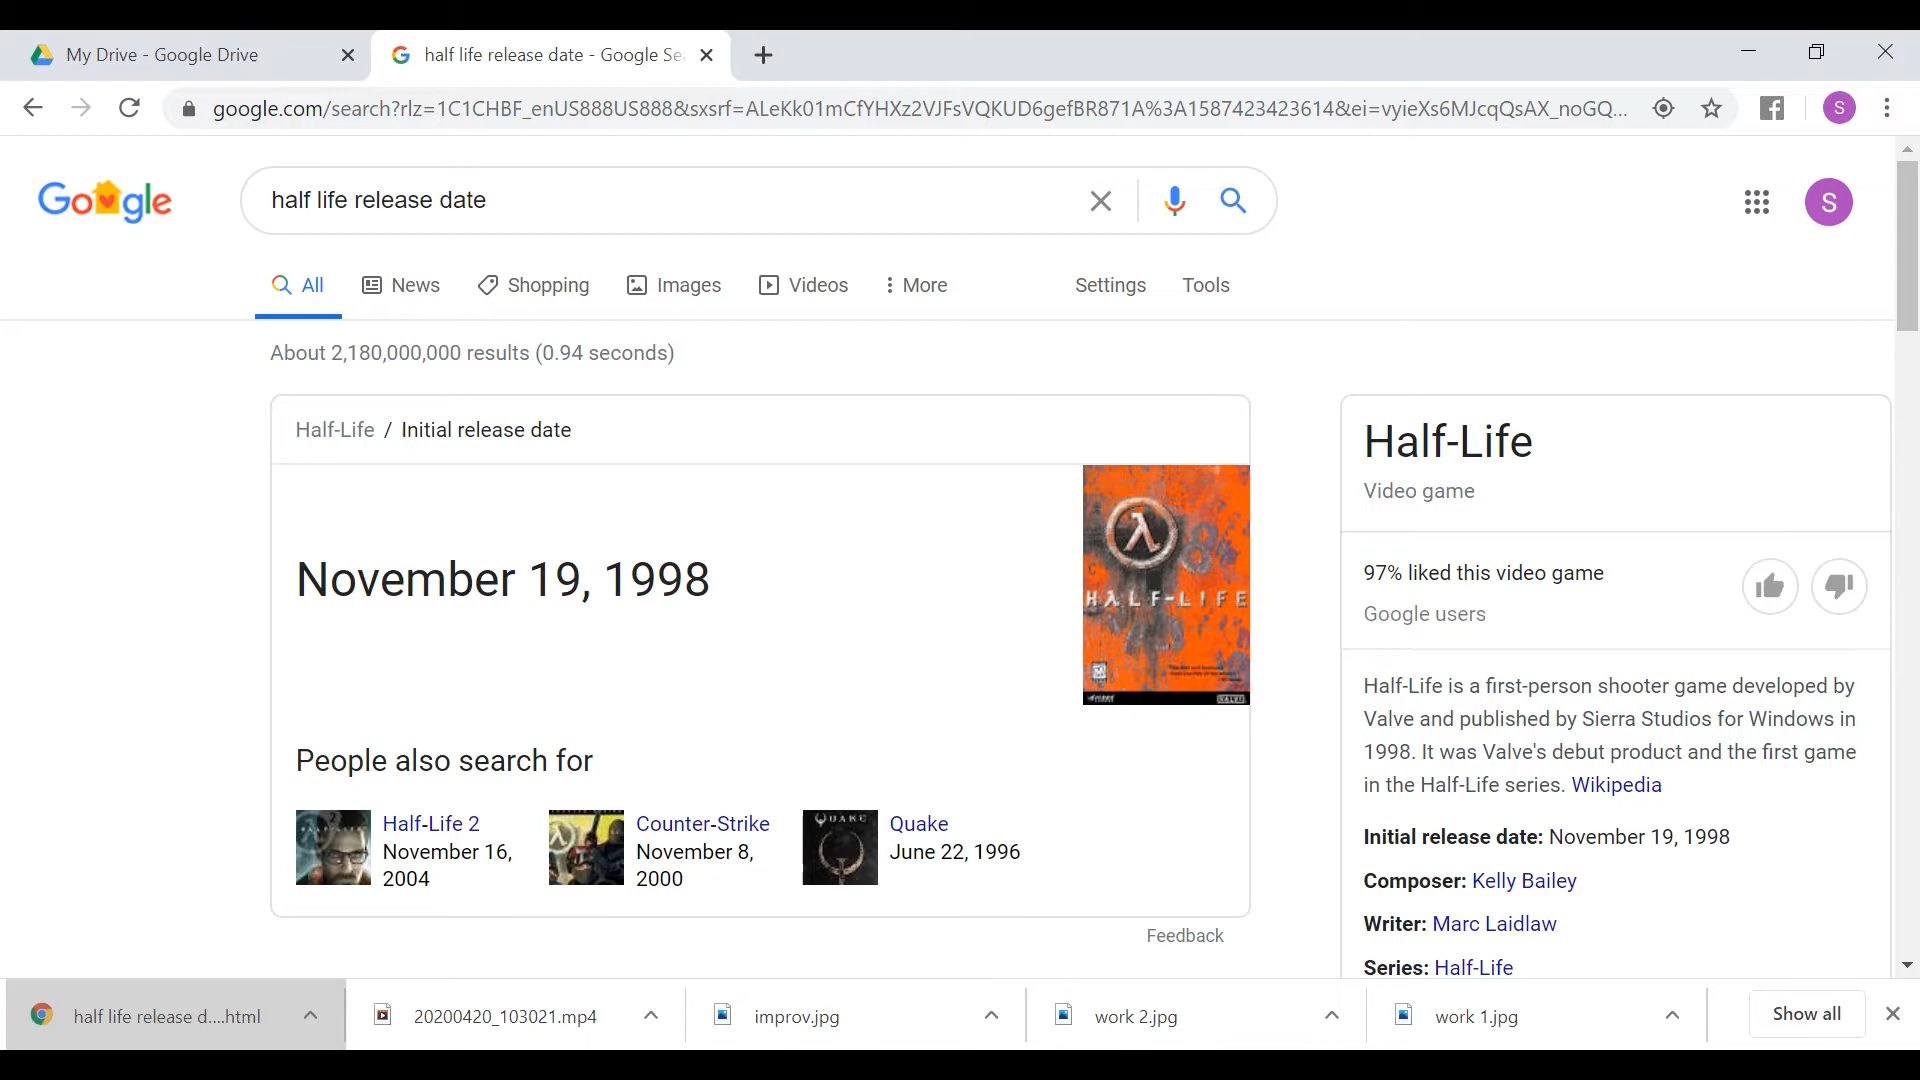 My Drive - Google Drive
half life release date - Google Se
google.com/search?rlz=1C1CHBF_enUS888US888&sxsrf=ALeKk01mCfYHXz2VJFsVQKUD6gefBR871A%3A1587423423614&ei=vyieXs6MJcqQsAX_noGQ...
S
Google
half life release date
S
All
News
Shopping
Images
Videos
More
Settings
Tools
About 2,180,000,000 results (0.94 seconds)
Half-Life / Initial release date
November 19, 1998
HALF-LIFE
People also search for
Half-Life 2
November 16,
2004
Counter-Strike
November 8,
2000
QUAKE
Quake
June 22, 1996
Feedback
Half-Life
Video game
97% liked this video game
Google users
Half-Life is a first-person shooter game developed by
Valve and published by Sierra Studios for Windows in
1998. It was Valve's debut product and the first game
in the Half-Life series. Wikipedia
Initial release date: November 19, 1998
Composer: Kelly Bailey
Writer: Marc Laidlaw
Series: Half-Life
half life release d....html
20200420_103021.mp4
improv.jpg
work 2.jpg
work 1.jpg
Show all